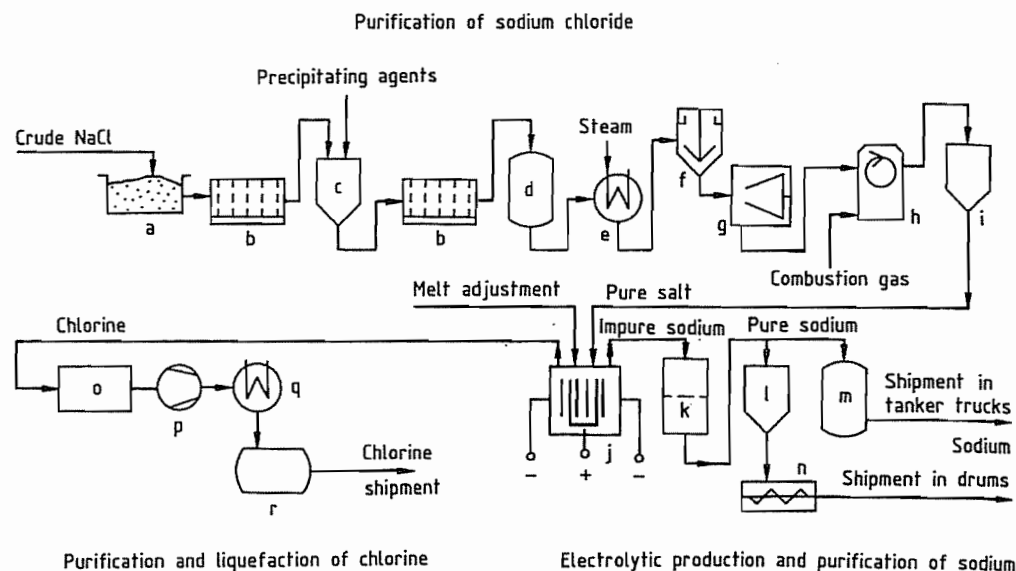 Purification of sodium chloride
Precipitating agents
Crude NaCl
Steam
a
b
c
b
d
e
f
g
h
i
Combustion gas
Melt adjustment
Pure salt
Chlorine
Impure sodium
Pure sodium
o
p
q
r
Chlorine
shipment
j
k
l
m
n
− + −
Shipment in
tanker trucks
Sodium
Shipment in drums
Purification and liquefaction of chlorine
Electrolytic production and purification of sodium